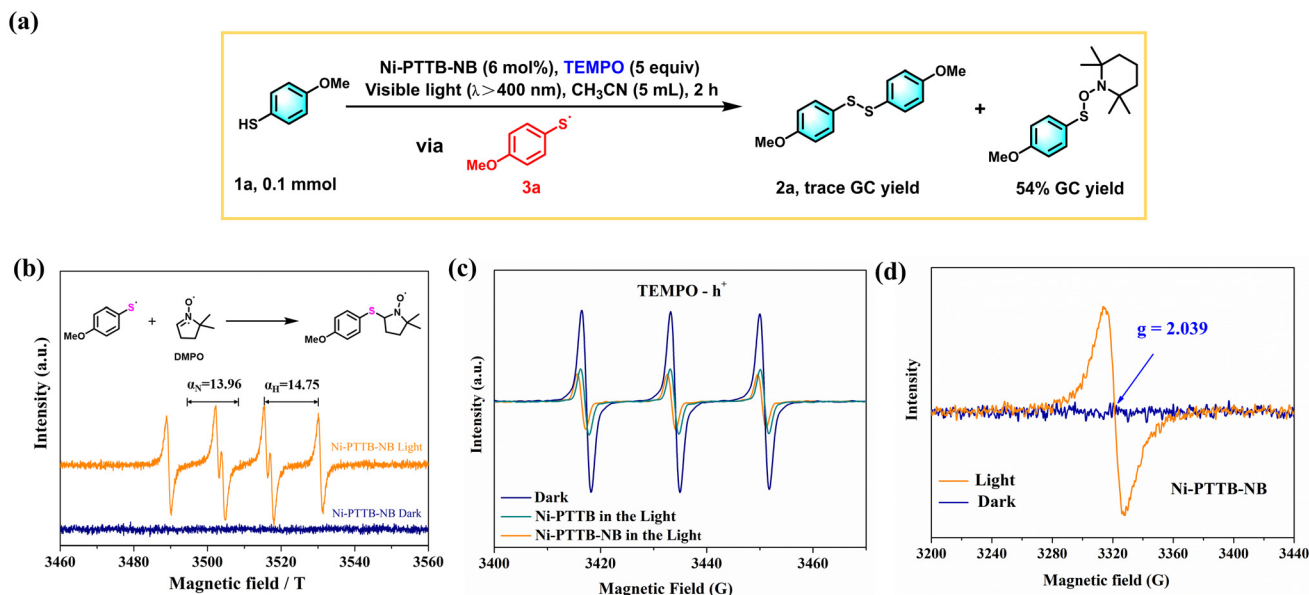 (a)
Ni-PTTB-NB (6 mol%), TEMPO (5 equiv)
Visible light (λ>400 nm), CH₃CN (5 mL), 2 h
via
OMe
HS
1a, 0.1 mmol
S·
MeO
3a
OMe
S-S
OMe
2a, trace GC yield
+
N
O
S
MeO
54% GC yield
(b)
S·
MeO
+
O·
N
DMPO
S
O·
N
MeO
αN=13.96
αH=14.75
Ni-PTTB-NB Light
Ni-PTTB-NB Dark
Intensity (a.u.)
3460 3480 3500 3520 3540 3560
Magnetic field / T
(c)
TEMPO - h⁺
Intensity (a.u.)
Dark
Ni-PTTB in the Light
Ni-PTTB-NB in the Light
3400 3420 3440 3460
Magnetic Field (G)
(d)
g = 2.039
Intensity
Light
Dark
Ni-PTTB-NB
3200 3240 3280 3320 3360 3400 3440
Magnetic field (G)